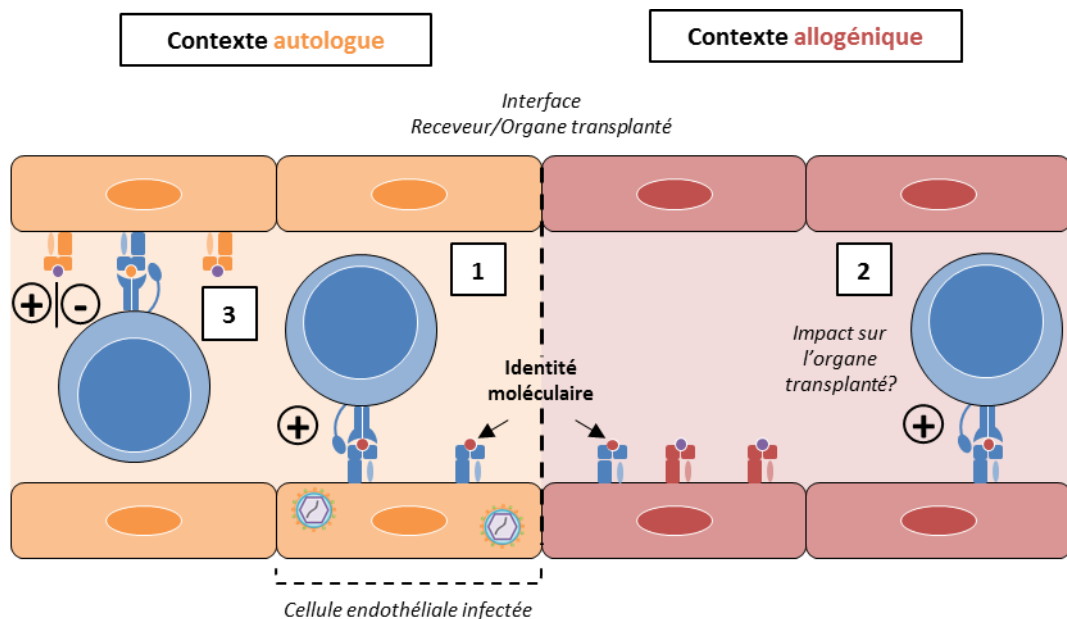 Contexte autologue
Contexte allogénique
Interface
Receveur/Organe transplanté
1
2
3
+
-
Impact sur
l'organe
transplanté?
Identité
moléculaire
+
+
Cellule endothéliale infectée